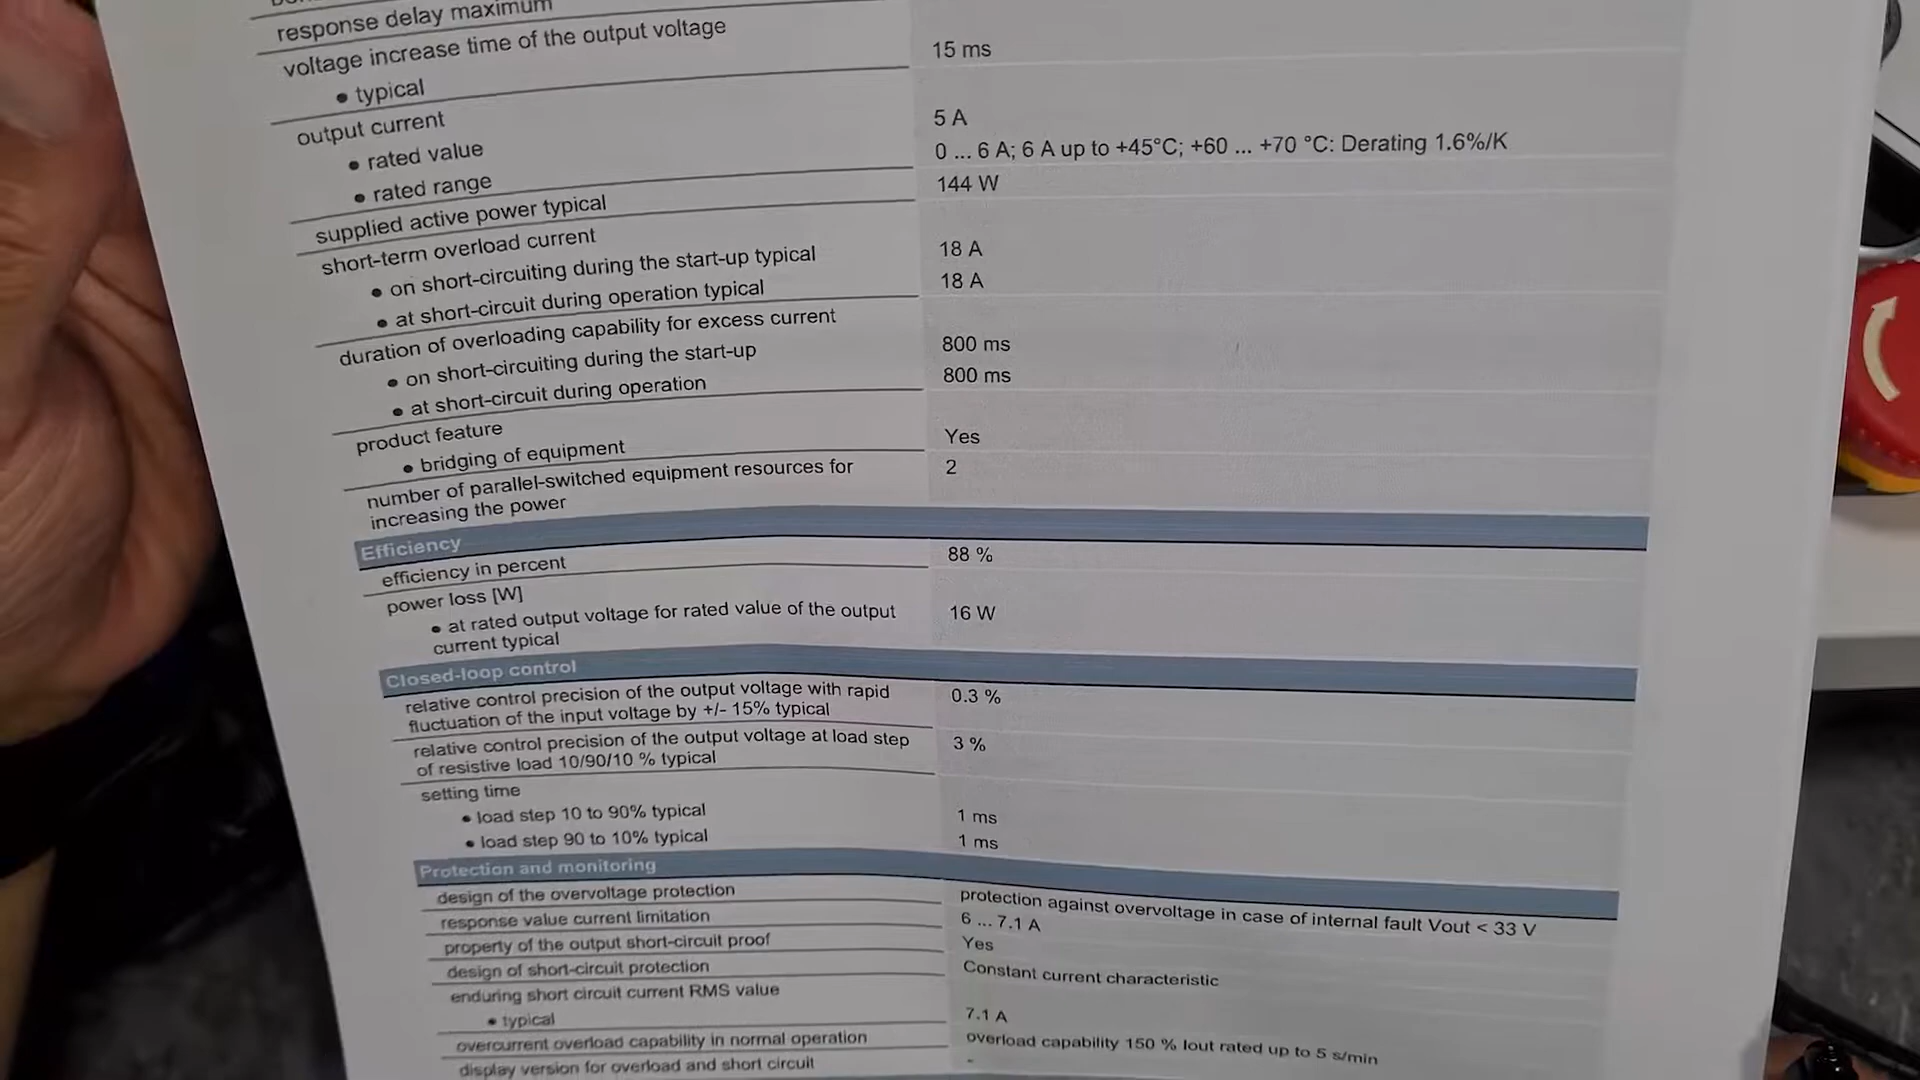 response delay maximum
voltage increase time of the output voltage
• typical
15 ms
output current
• rated value
5 A
• rated range
0 ... 6 A; 6 A up to +45°C; +60 ... +70 °C: Derating 1.6%/K
supplied active power typical
144 W
short-term overload current
• on short-circuiting during the start-up typical
18 A
• at short-circuit during operation typical
18 A
duration of overloading capability for excess current
• on short-circuiting during the start-up
800 ms
• at short-circuit during operation
800 ms
product feature
• bridging of equipment
Yes
number of parallel-switched equipment resources for
increasing the power
2
Efficiency
efficiency in percent
88 %
power loss [W]
• at rated output voltage for rated value of the output
current typical
16 W
Closed-loop control
relative control precision of the output voltage with rapid
fluctuation of the input voltage by +/- 15% typical
0.3 %
relative control precision of the output voltage at load step
of resistive load 10/90/10 % typical
3 %
setting time
• load step 10 to 90% typical
1 ms
• load step 90 to 10% typical
1 ms
Protection and monitoring
design of the overvoltage protection
protection against overvoltage in case of internal fault Vout < 33 V
response value current limitation
6 ... 7.1 A
property of the output short-circuit proof
Yes
design of short-circuit protection
Constant current characteristic
enduring short circuit current RMS value
• typical
7.1 A
overcurrent overload capability in normal operation
overload capability 150 % Iout rated up to 5 s/min
display version for overload and short circuit
-